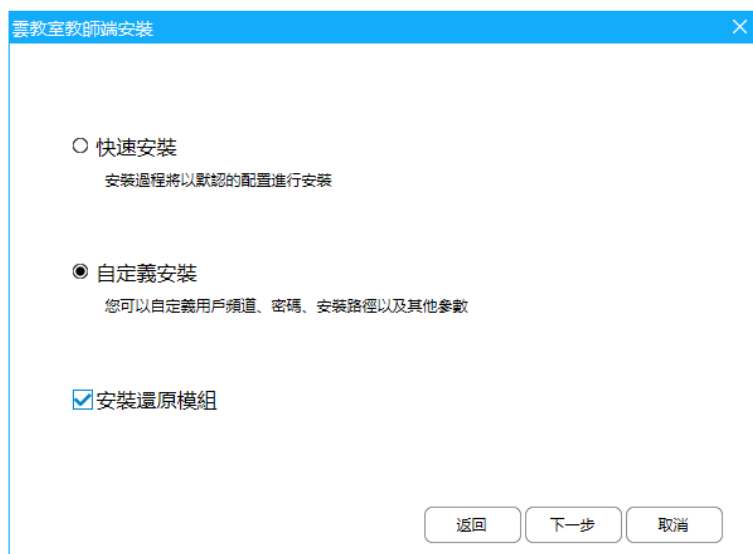 雲教室教師端安裝
快速安裝
安裝過程將以默認的配置進行安裝
自定義安裝
您可以自定義用戶頻道、密碼、安裝路徑以及其他參數
安裝還原模組
返回 下一步 取消